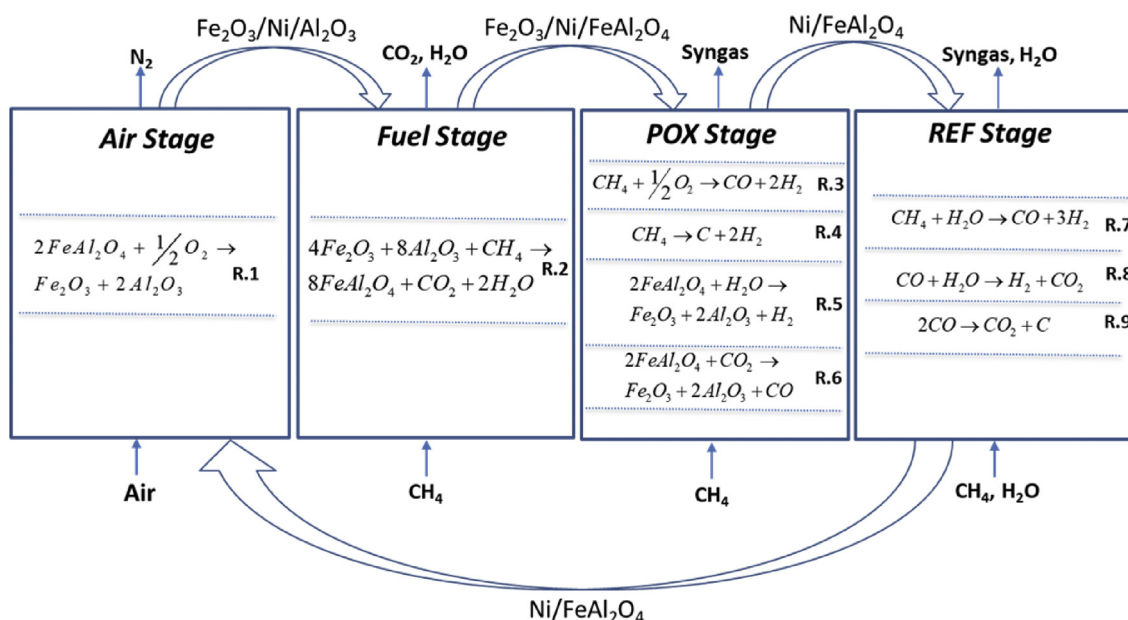 Fe₂O₃/Ni/Al₂O₃
Fe₂O₃/Ni/FeAl₂O₄
Ni/FeAl₂O₄
N₂
CO₂, H₂O
Syngas
Syngas, H₂O
Air Stage
2FeAl₂O₄ + 1/2 O₂ →
Fe₂O₃ + 2Al₂O₃
R.1
Fuel Stage
4Fe₂O₃ + 8Al₂O₃ + CH₄ →
8FeAl₂O₄ + CO₂ + 2H₂O
R.2
POX Stage
CH₄ + 1/2 O₂ → CO + 2H₂ R.3
CH₄ → C + 2H₂ R.4
2FeAl₂O₄ + H₂O →
Fe₂O₃ + 2Al₂O₃ + H₂
R.5
2FeAl₂O₄ + CO₂ →
Fe₂O₃ + 2Al₂O₃ + CO
R.6
REF Stage
CH₄ + H₂O → CO + 3H₂ R.7
CO + H₂O → H₂ + CO₂ R.8
2CO → CO₂ + C R.9
Air
CH₄
CH₄
CH₄, H₂O
Ni/FeAl₂O₄